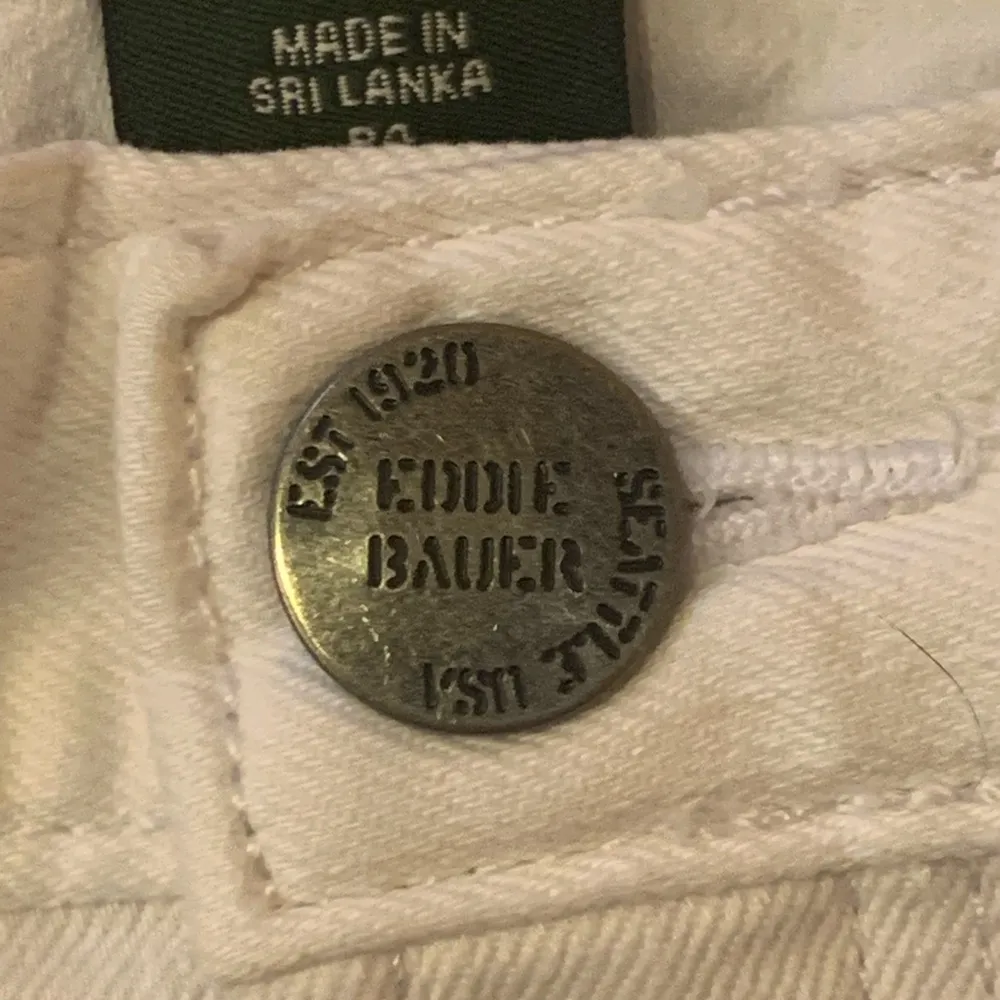 MADE IN
SRI LANKA
EST 1920
EDDIE
BAUER
SEATTLE
USA